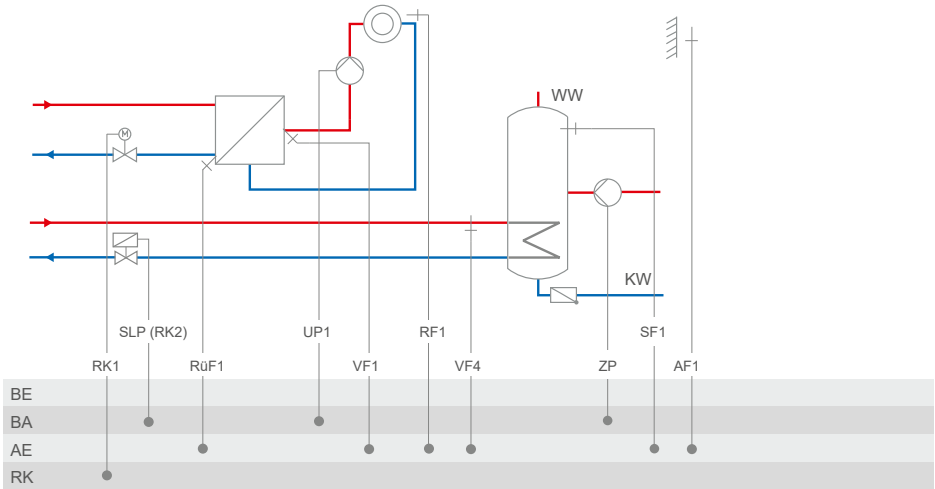 M
WW
KW
SLP (RK2) UP1 RF1 SF1
RK1 RüF1 VF1 VF4 ZP AF1
BE
BA
AE
RK